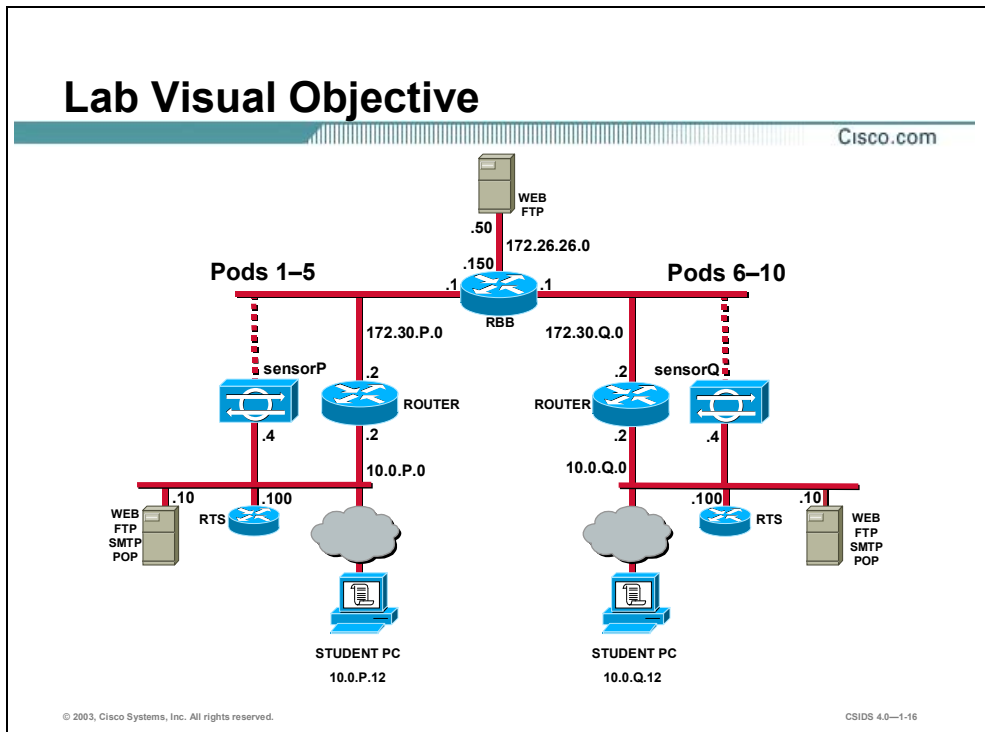 Lab Visual Objective
Cisco.com
WEB
FTP
.50
172.26.26.0
.150
Pods 1–5
Pods 6–10
.1
.1
RBB
172.30.P.0
172.30.Q.0
sensorP
.2
.2
sensorQ
ROUTER
ROUTER
.4
.2
.2
.4
10.0.P.0
10.0.Q.0
.10
.100
.100
.10
WEB
FTP
SMTP
POP
RTS
RTS
WEB
FTP
SMTP
POP
STUDENT PC
10.0.P.12
STUDENT PC
10.0.Q.12
© 2003, Cisco Systems, Inc. All rights reserved.
CSIDS 4.0—1-16